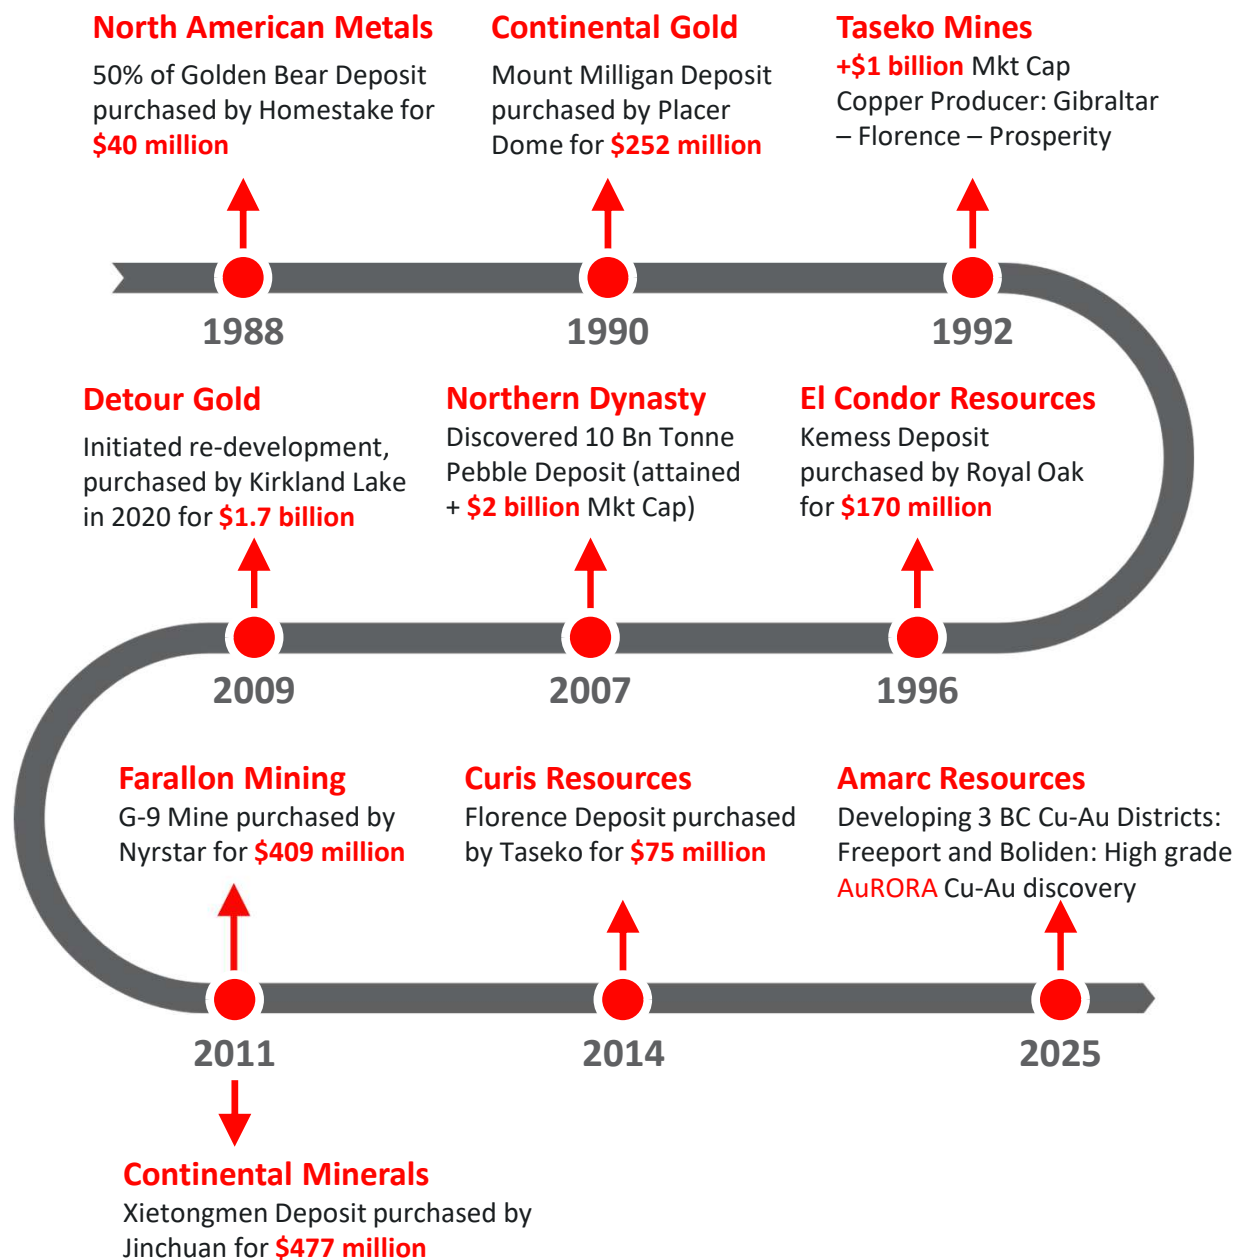 North American Metals
50% of Golden Bear Deposit
purchased by Homestake for
$40 million
Continental Gold
Mount Milligan Deposit
purchased by Placer
Dome for $252 million
Taseko Mines
+$1 billion Mkt Cap
Copper Producer: Gibraltar
– Florence – Prosperity
1988
1990
1992
Detour Gold
Initiated re-development,
purchased by Kirkland Lake
in 2020 for $1.7 billion
Northern Dynasty
Discovered 10 Bn Tonne
Pebble Deposit (attained
+ $2 billion Mkt Cap)
El Condor Resources
Kemess Deposit
purchased by Royal Oak
for $170 million
2009
2007
1996
Farallon Mining
G-9 Mine purchased by
Nyrstar for $409 million
Curis Resources
Florence Deposit purchased
by Taseko for $75 million
Amarc Resources
Developing 3 BC Cu-Au Districts:
Freeport and Boliden: High grade
AuRORA Cu-Au discovery
2011
2014
2025
Continental Minerals
Xietongmen Deposit purchased by
Jinchuan for $477 million